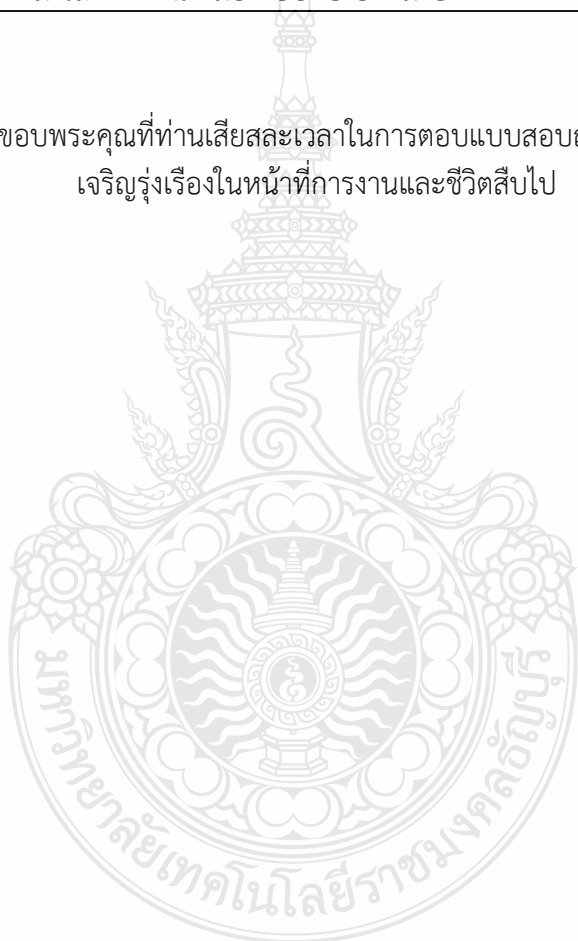 ขอบพระคุณที่ท่านเสียสละเวลาในการตอบแบบสอบ
เจริญรุ่งเรืองในหน้าที่การงานและชีวิตสืบไป
มหาวิทยาลัยเทคโนโลยีราชมงคลธัญบุรี